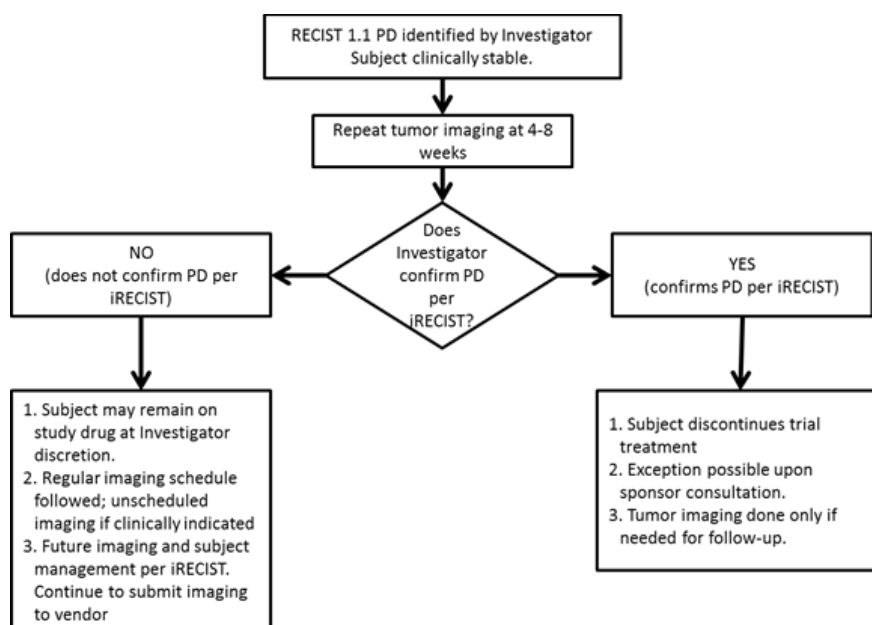 RECIST 1.1 PD identified by Investigator
Subject clinically stable.
Repeat tumor imaging at 4-8
weeks
Does
Investigator
confirm PD
per
iRECIST?
NO
(does not confirm PD per
iRECIST)
YES
(confirms PD per iRECIST)
1. Subject may remain on
study drug at Investigator
discretion.
2. Regular imaging schedule
followed; unscheduled
imaging if clinically indicated
3. Future imaging and subject
management per iRECIST.
Continue to submit imaging
to vendor
1. Subject discontinues trial
treatment
2. Exception possible upon
sponsor consultation.
3. Tumor imaging done only if
needed for follow-up.